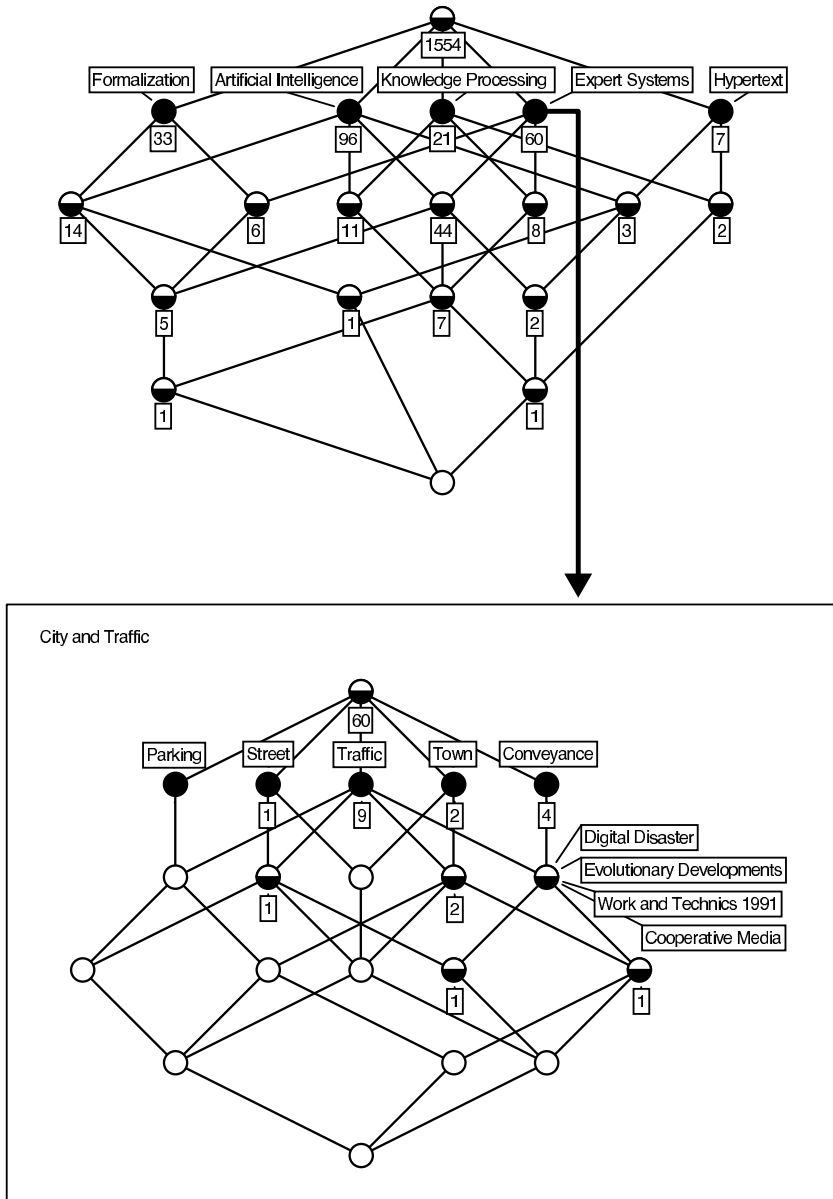 1554
Formalization
Artificial Intelligence
Knowledge Processing
Expert Systems
Hypertext
33
96
21
60
7
14
6
11
44
8
3
2
5
1
7
2
1
1
City and Traffic
60
Parking
Street
Traffic
Town
Conveyance
1
9
2
4
Digital Disaster
Evolutionary Developments
Work and Technics 1991
Cooperative Media
1
2
1
1